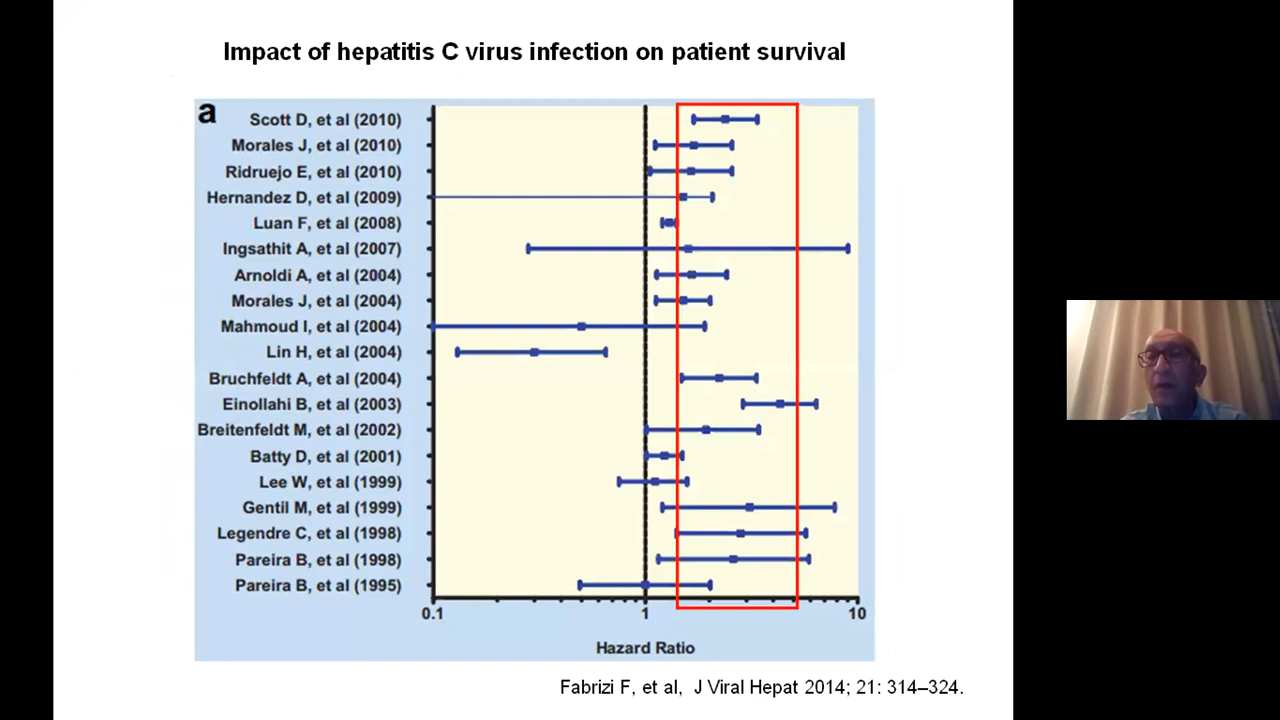 Impact of hepatitis C virus infection on patient survival
a
Scott D, et al (2010)
Morales J, et al (2010)
Ridruejo E, et al (2010)
Hernandez D, et al (2009)
Luan F, et al (2008)
Ingsathit A, et al (2007)
Arnoldi A, et al (2004)
Morales J, et al (2004)
Mahmoud I, et al (2004)
Lin H, et al (2004)
Bruchfeldt A, et al (2004)
Einollahi B, et al (2003)
Breitenfeldt M, et al (2002)
Batty D, et al (2001)
Lee W, et al (1999)
Gentil M, et al (1999)
Legendre C, et al (1998)
Pareira B, et al (1998)
Pareira B, et al (1995)
0.1 1 10
Hazard Ratio
Fabrizi F, et al, J Viral Hepat 2014; 21: 314–324.